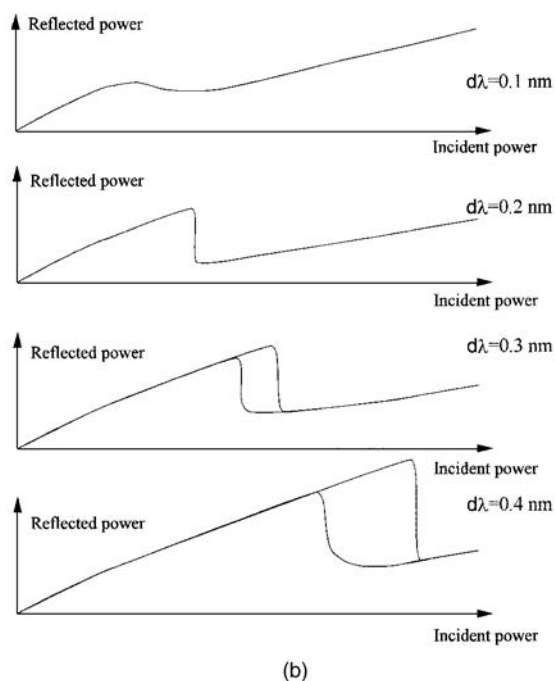 Reflected power
dλ=0.1 nm
Incident power
Reflected power
dλ=0.2 nm
Incident power
Reflected power
dλ=0.3 nm
Incident power
Reflected power
dλ=0.4 nm
Incident power
(b)